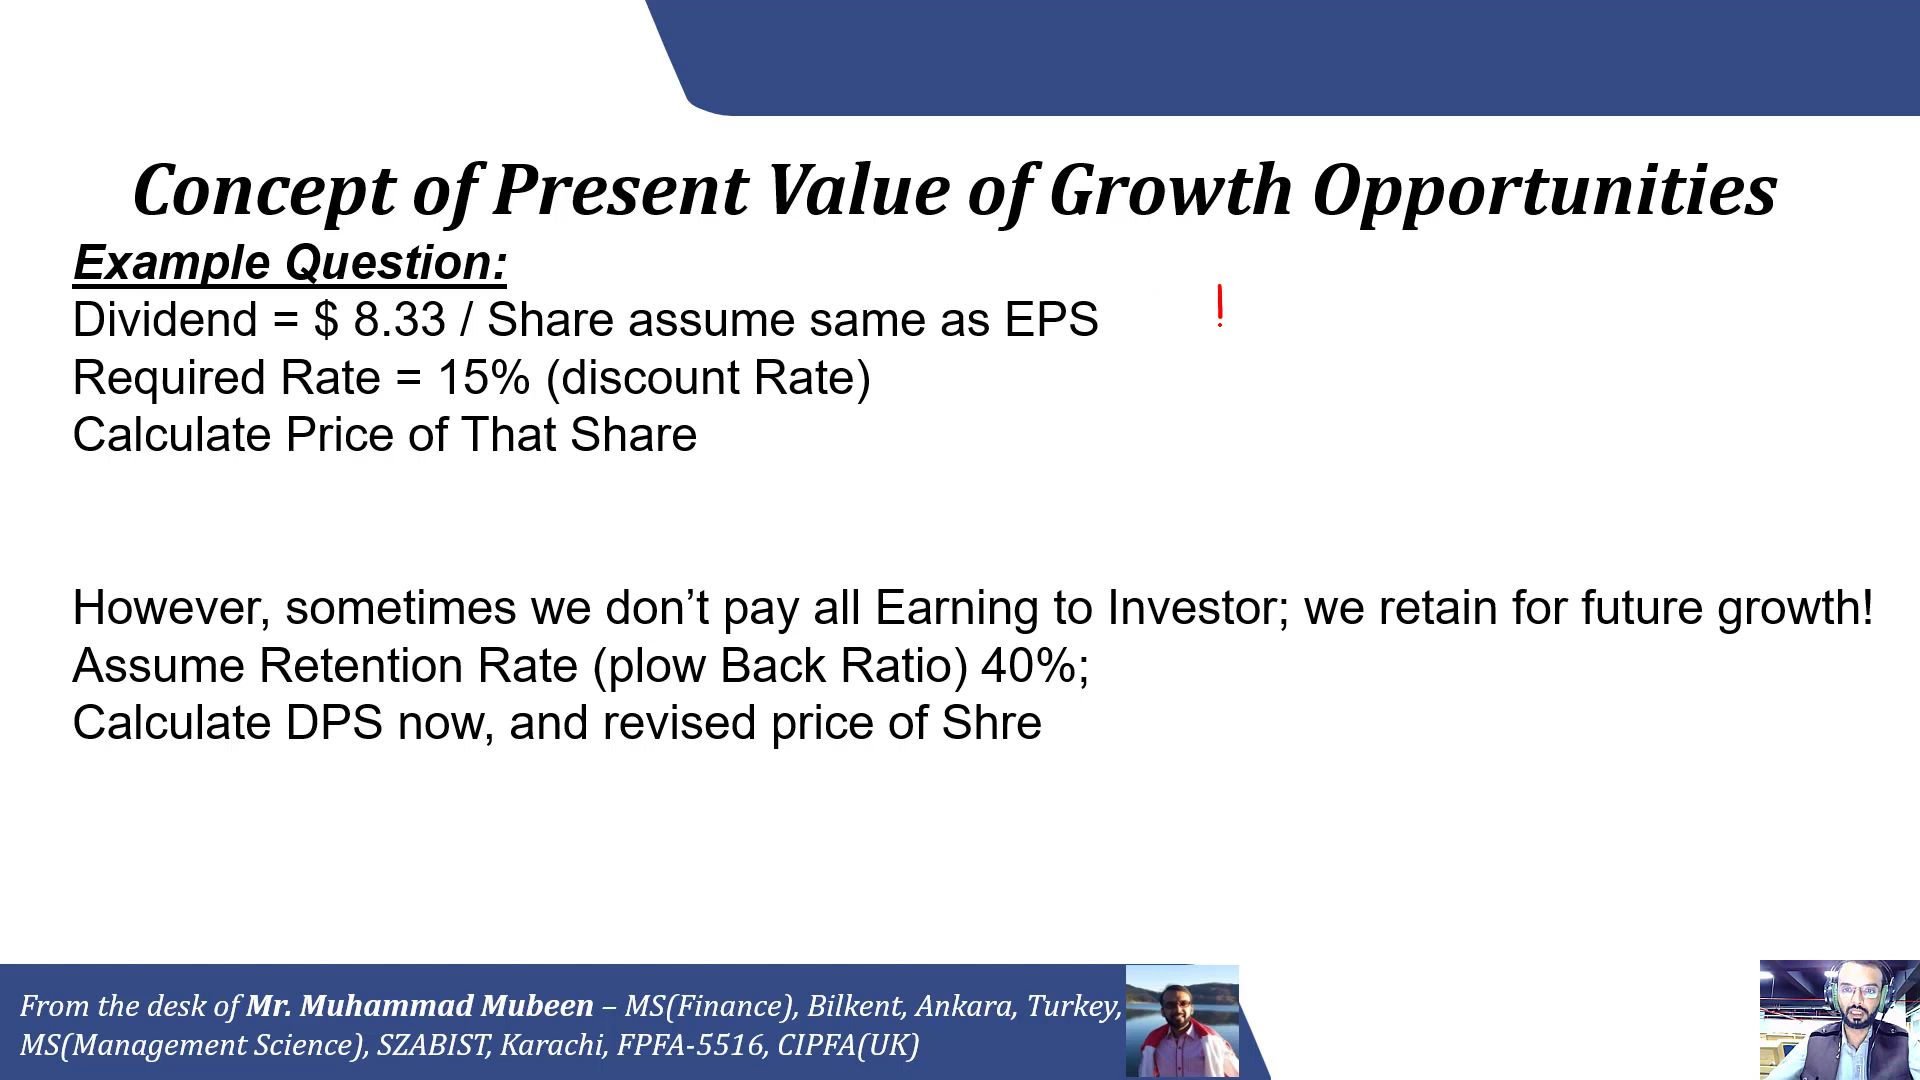 Concept of Present Value of Growth Opportunities
Example Question:
Dividend = $ 8.33 / Share assume same as EPS
!
Required Rate = 15% (discount Rate)
Calculate Price of That Share
However, sometimes we don’t pay all Earning to Investor; we retain for future growth!
Assume Retention Rate (plow Back Ratio) 40%;
Calculate DPS now, and revised price of Shre
From the desk of Mr. Muhammad Mubeen – MS(Finance), Bilkent, Ankara, Turkey,
MS(Management Science), SZABIST, Karachi, FPFA-5516, CIPFA(UK)